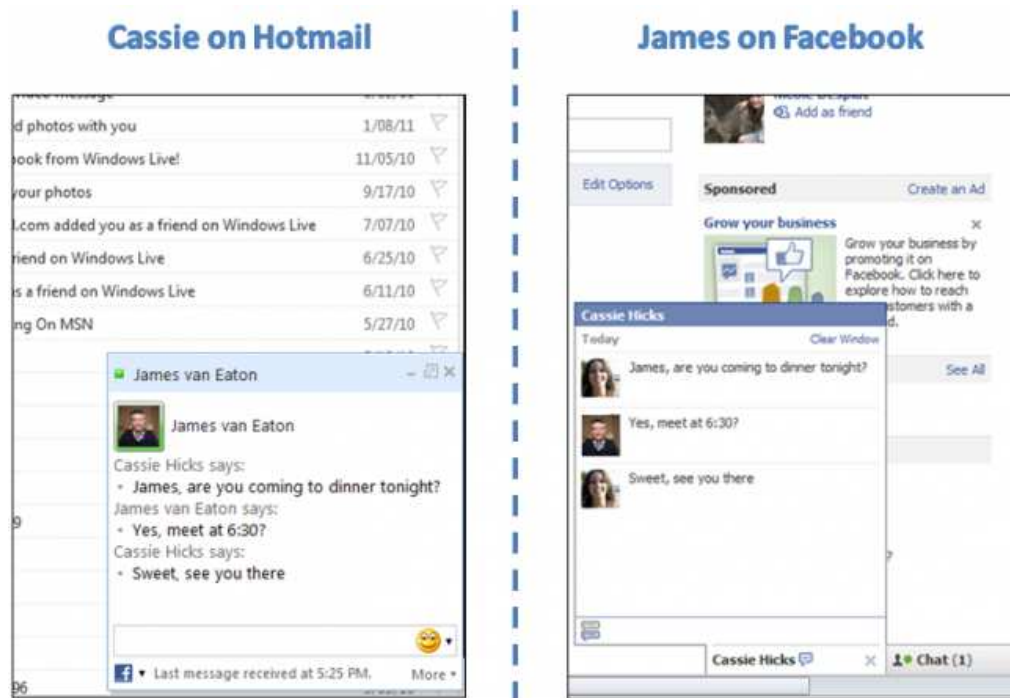 Cassie on Hotmail
d photos with you 1/08/11
ook from Windows Live! 11/05/10
your photos 9/17/10
l.com added you as a friend on Windows Live 7/07/10
riend on Windows Live 6/25/10
is a friend on Windows Live 6/11/10
ng On MSN 5/27/10
James van Eaton
James van Eaton
Cassie Hicks says:
• James, are you coming to dinner tonight?
James van Eaton says:
• Yes, meet at 6:30?
Cassie Hicks says:
• Sweet, see you there
Last message received at 5:25 PM. More
9
96
James on Facebook
Add as friend
Edit Options
Sponsored Create an Ad
Grow your business
Grow your business by
promoting it on
Facebook. Click here to
explore how to reach
stomers with a
d.
See All
Cassie Hicks
Today Clear Window
James, are you coming to dinner tonight?
Yes, meet at 6:30?
Sweet, see you there
?
Cassie Hicks
Chat (1)